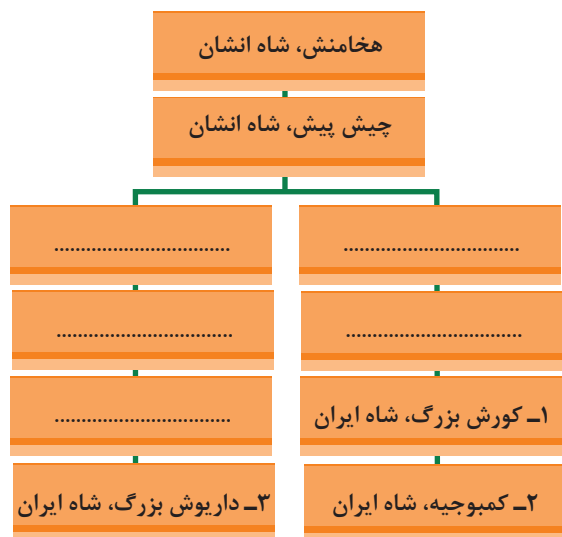 هخامنش، شاه انشان
چیش پیش، شاه انشان
.................................
.................................
.................................
.................................
۱ـ کورش بزرگ، شاه ایران
.................................
۲ـ کمبوجیه، شاه ایران
۳ـ داریوش بزرگ، شاه ایران